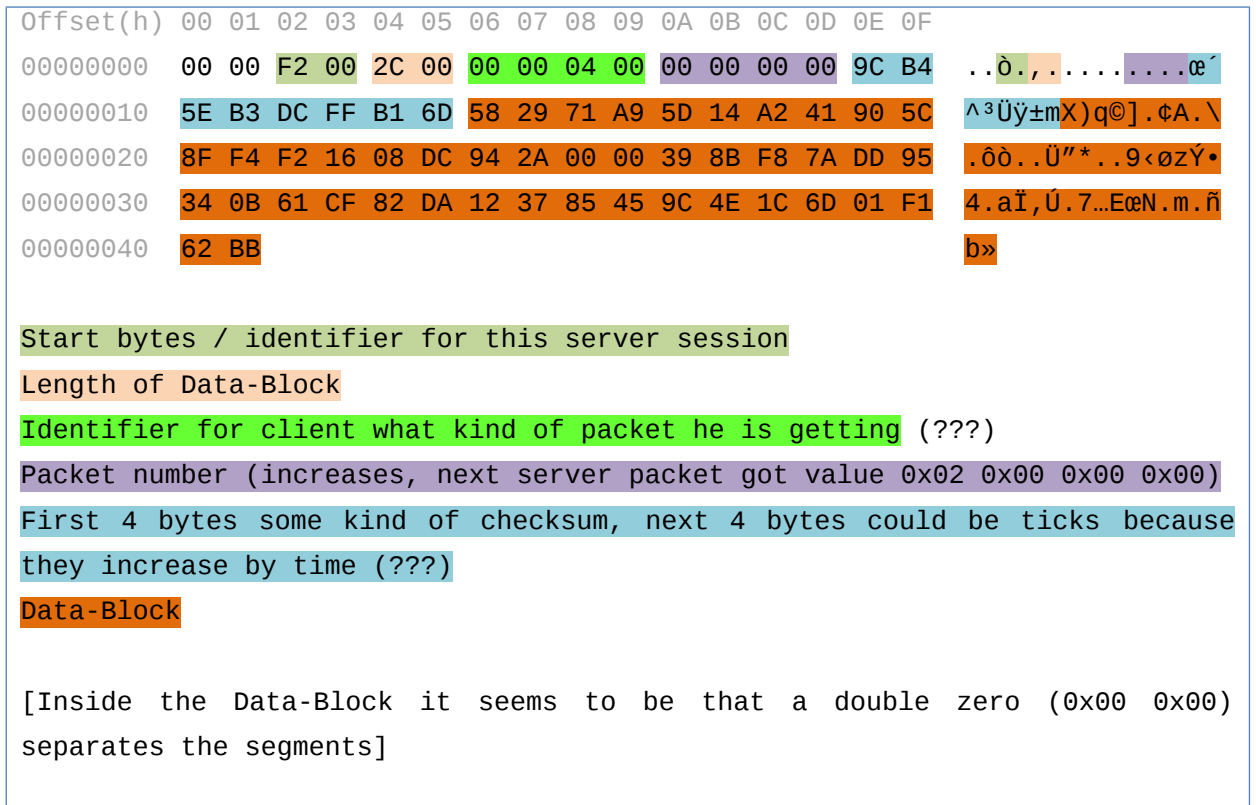 Offset(h) 00 01 02 03 04 05 06 07 08 09 0A 0B 0C 0D 0E 0F
00000000 00 00 F2 00 2C 00 00 00 04 00 00 00 00 00 9C B4 ..ò.,.........œ´
00000010 5E B3 DC FF B1 6D 58 29 71 A9 5D 14 A2 41 90 5C ^³Üÿ±mX)q©].¢A.\
00000020 8F F4 F2 16 08 DC 94 2A 00 00 39 8B F8 7A DD 95 .ôò..Ü”*..9‹øzÝ•
00000030 34 0B 61 CF 82 DA 12 37 85 45 9C 4E 1C 6D 01 F1 4.aÏ‚Ú.7…EœN.m.ñ
00000040 62 BB b»
Start bytes / identifier for this server session
Length of Data-Block
Identifier for client what kind of packet he is getting (???)
Packet number (increases, next server packet got value 0x02 0x00 0x00 0x00)
First 4 bytes some kind of checksum, next 4 bytes could be ticks because
they increase by time (???)
Data-Block
[Inside the Data-Block it seems to be that a double zero (0x00 0x00)
separates the segments]